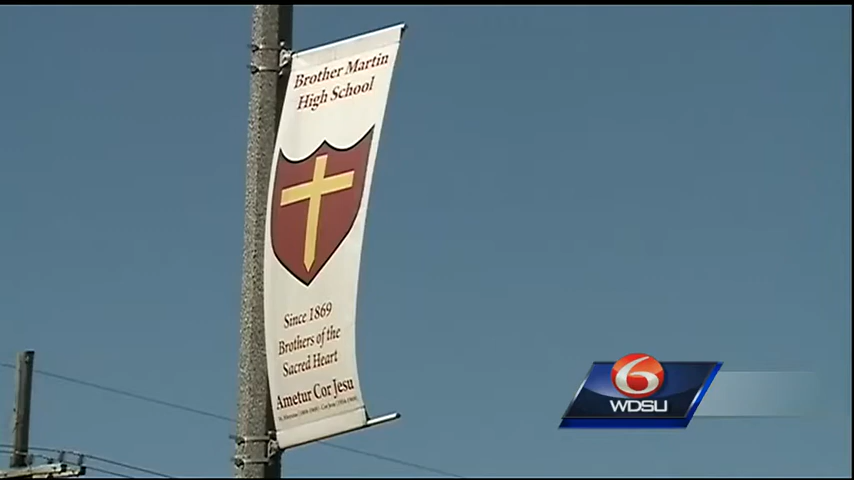 Brother Martin
High School
Since 1869
Brothers of the
Sacred Heart
Ametur Cor Jesu
6
WDSU